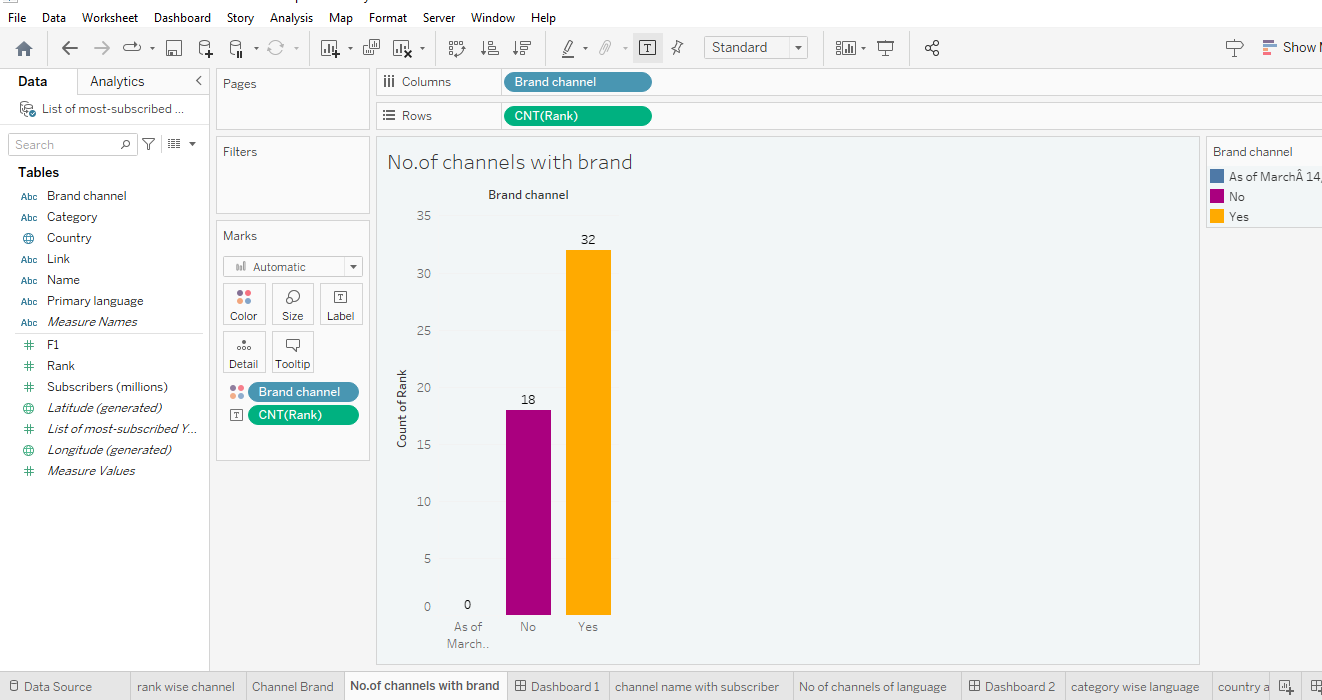 File Data Worksheet Dashboard Story Analysis Map Format Server Window Help
Standard
Show
Data Analytics
List of most-subscribed ...
Search
Tables
Abc Brand channel
Abc Category
Country
Abc Link
Abc Name
Abc Primary language
Abc Measure Names
F1
Rank
Subscribers (millions)
Latitude (generated)
List of most-subscribed Y...
Longitude (generated)
Measure Values
Pages
Filters
Marks
Automatic
Color Size Label
Detail Tooltip
Brand channel
CNT(Rank)
Columns Brand channel
Rows CNT(Rank)
No.of channels with brand
Brand channel
Count of Rank
35
30
25
20
15
10
5
0
32
18
0
As of
March..
No
Yes
Brand channel
As of MarchÂ 14,
No
Yes
Data Source rank wise channel Channel Brand No.of channels with brand Dashboard 1 channel name with subscriber No of channels of language Dashboard 2 category wise language country a